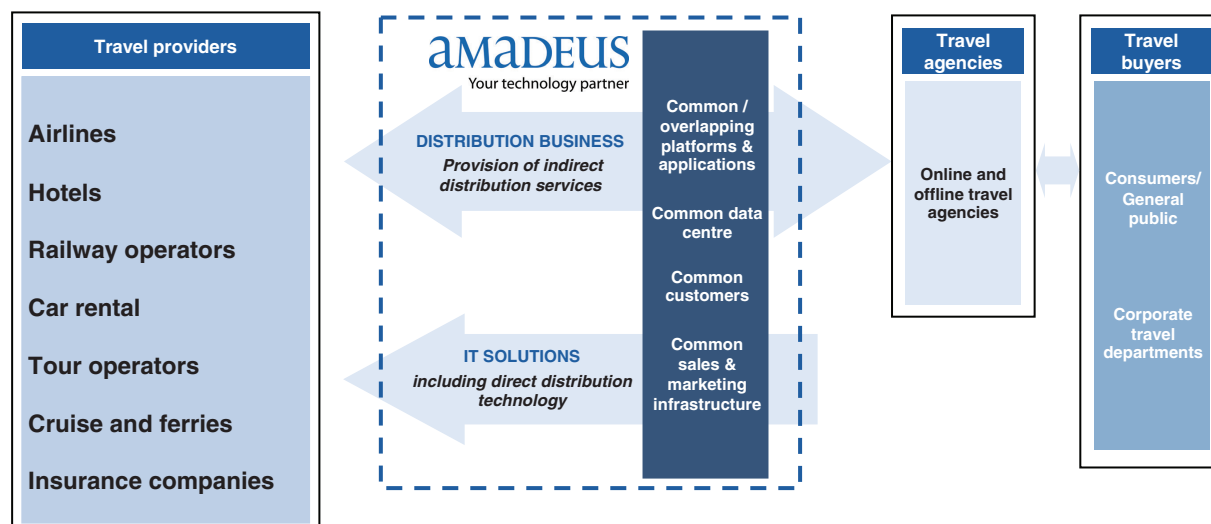 Travel providers
Airlines
Hotels
Railway operators
Car rental
Tour operators
Cruise and ferries
Insurance companies
aMaDEUS
Your technology partner
DISTRIBUTION BUSINESS
Provision of indirect
distribution services
IT SOLUTIONS
including direct distribution
technology
Common /
overlapping
platforms &
applications
Common data
centre
Common
customers
Common
sales &
marketing
infrastructure
Travel
agencies
Online and
offline travel
agencies
Travel
buyers
Consumers/
General
public
Corporate
travel
departments